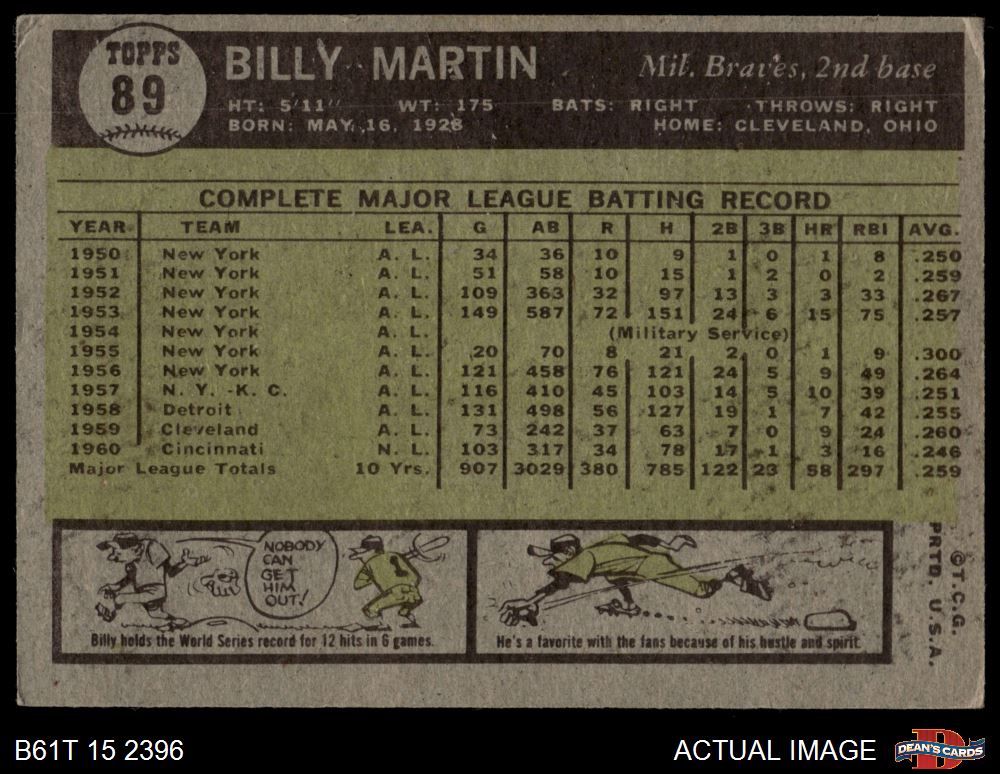 TOPPS
89
BILLY MARTIN
Mil. Braves, 2nd base
HT: 5'11" WT: 175 BATS: RIGHT THROWS: RIGHT
BORN: MAY 16, 1928 HOME: CLEVELAND, OHIO
COMPLETE MAJOR LEAGUE BATTING RECORD
YEAR TEAM LEA. G AB R H 2B 3B HR RBI AVG.
1950 New York A. L. 34 36 10 9 1 0 1 8 .250
1951 New York A. L. 51 58 10 15 1 2 0 2 .259
1952 New York A. L. 109 363 32 97 13 3 3 33 .267
1953 New York A. L. 149 587 72 151 24 6 15 75 .257
1954 New York A. L. (Military Service)
1955 New York A. L. 20 70 8 21 2 0 1 9 .300
1956 New York A. L. 121 458 76 121 24 5 9 49 .264
1957 N. Y. -K. C. A. L. 116 410 45 103 14 5 10 39 .251
1958 Detroit A. L. 131 498 56 127 19 1 7 42 .255
1959 Cleveland A. L. 73 242 37 63 7 0 9 24 .260
1960 Cincinnati N. L. 103 317 34 78 17 1 3 16 .246
Major League Totals 10 Yrs. 907 3029 380 785 122 23 58 297 .259
NOBODY
CAN
GET
HIM
OUT!
1
Billy holds the World Series record for 12 hits in 6 games.
He's a favorite with the fans because of his hustle and spirit.
©T.C.G.
PRTD. U.S.A.
B61T 15 2396
ACTUAL IMAGE
D
DEAN'S CARDS